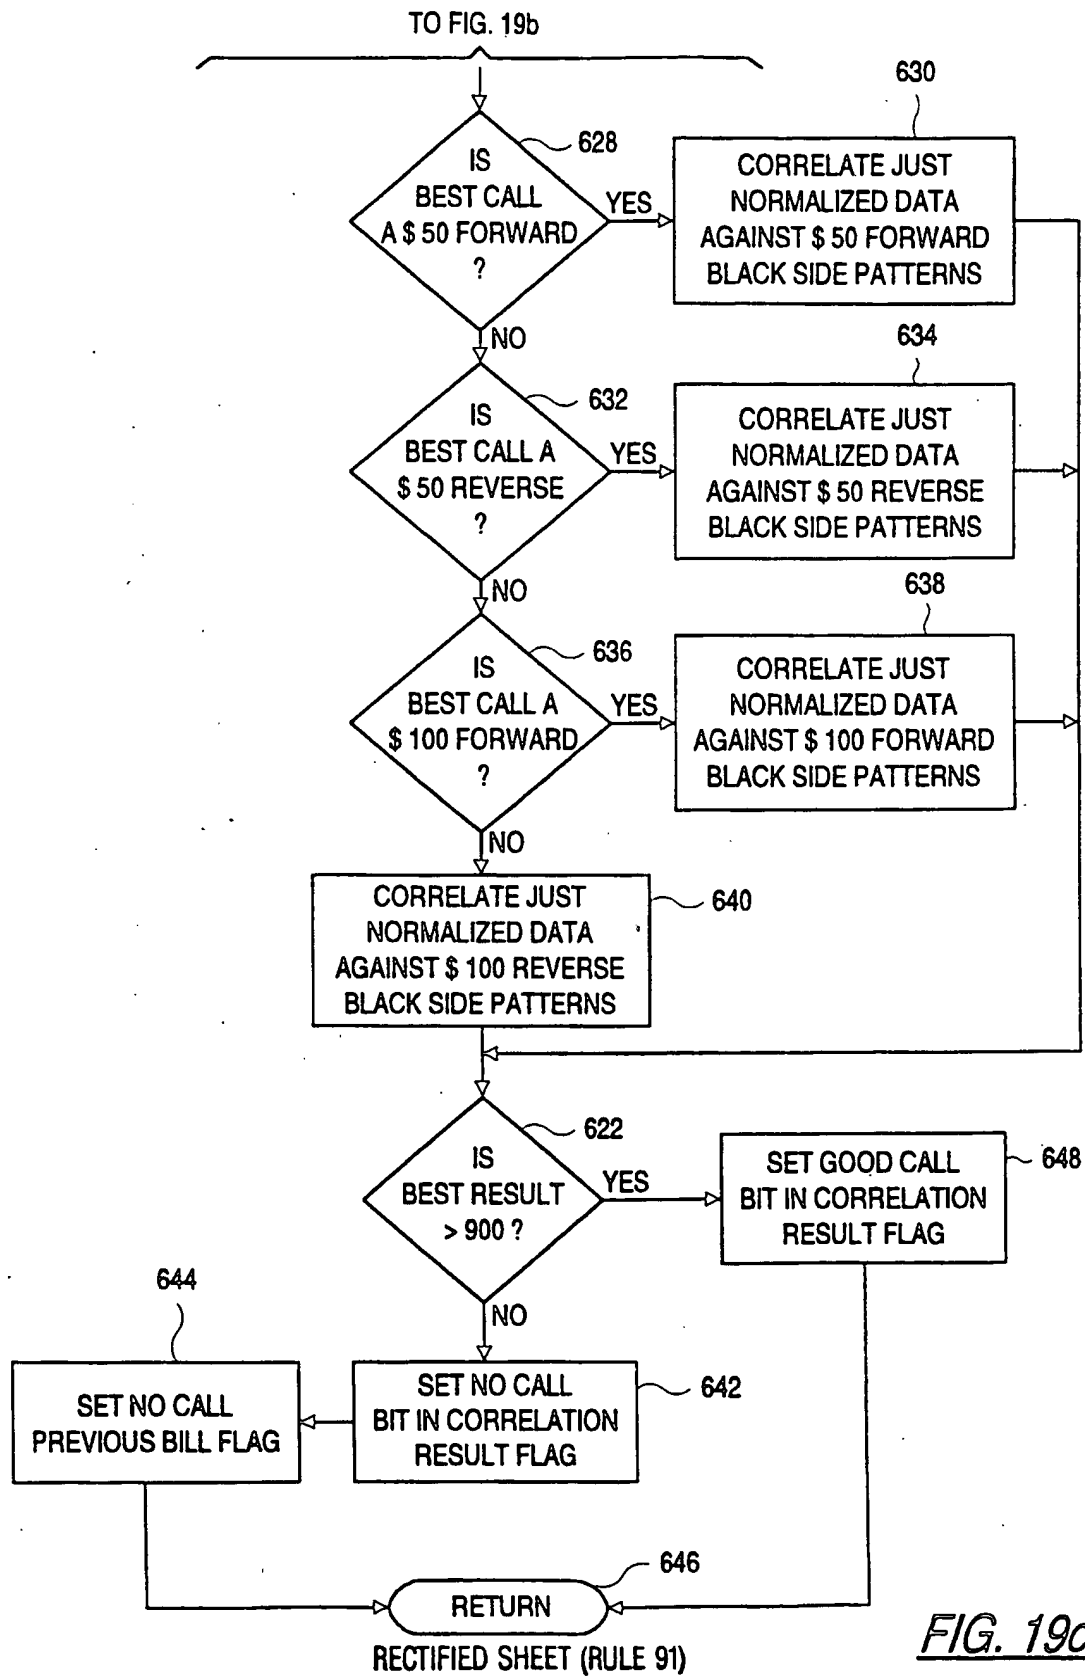 TO FIG. 19b
628
IS
BEST CALL
A $ 50 FORWARD
?
YES
NO
630
CORRELATE JUST
NORMALIZED DATA
AGAINST $ 50 FORWARD
BLACK SIDE PATTERNS
632
IS
BEST CALL A
$ 50 REVERSE
?
YES
NO
634
CORRELATE JUST
NORMALIZED DATA
AGAINST $ 50 REVERSE
BLACK SIDE PATTERNS
636
IS
BEST CALL A
$ 100 FORWARD
?
YES
NO
638
CORRELATE JUST
NORMALIZED DATA
AGAINST $ 100 FORWARD
BLACK SIDE PATTERNS
640
CORRELATE JUST
NORMALIZED DATA
AGAINST $ 100 REVERSE
BLACK SIDE PATTERNS
622
IS
BEST RESULT
> 900 ?
YES
NO
648
SET GOOD CALL
BIT IN CORRELATION
RESULT FLAG
642
SET NO CALL
BIT IN CORRELATION
RESULT FLAG
644
SET NO CALL
PREVIOUS BILL FLAG
646
RETURN
RECTIFIED SHEET (RULE 91)
FIG. 19c